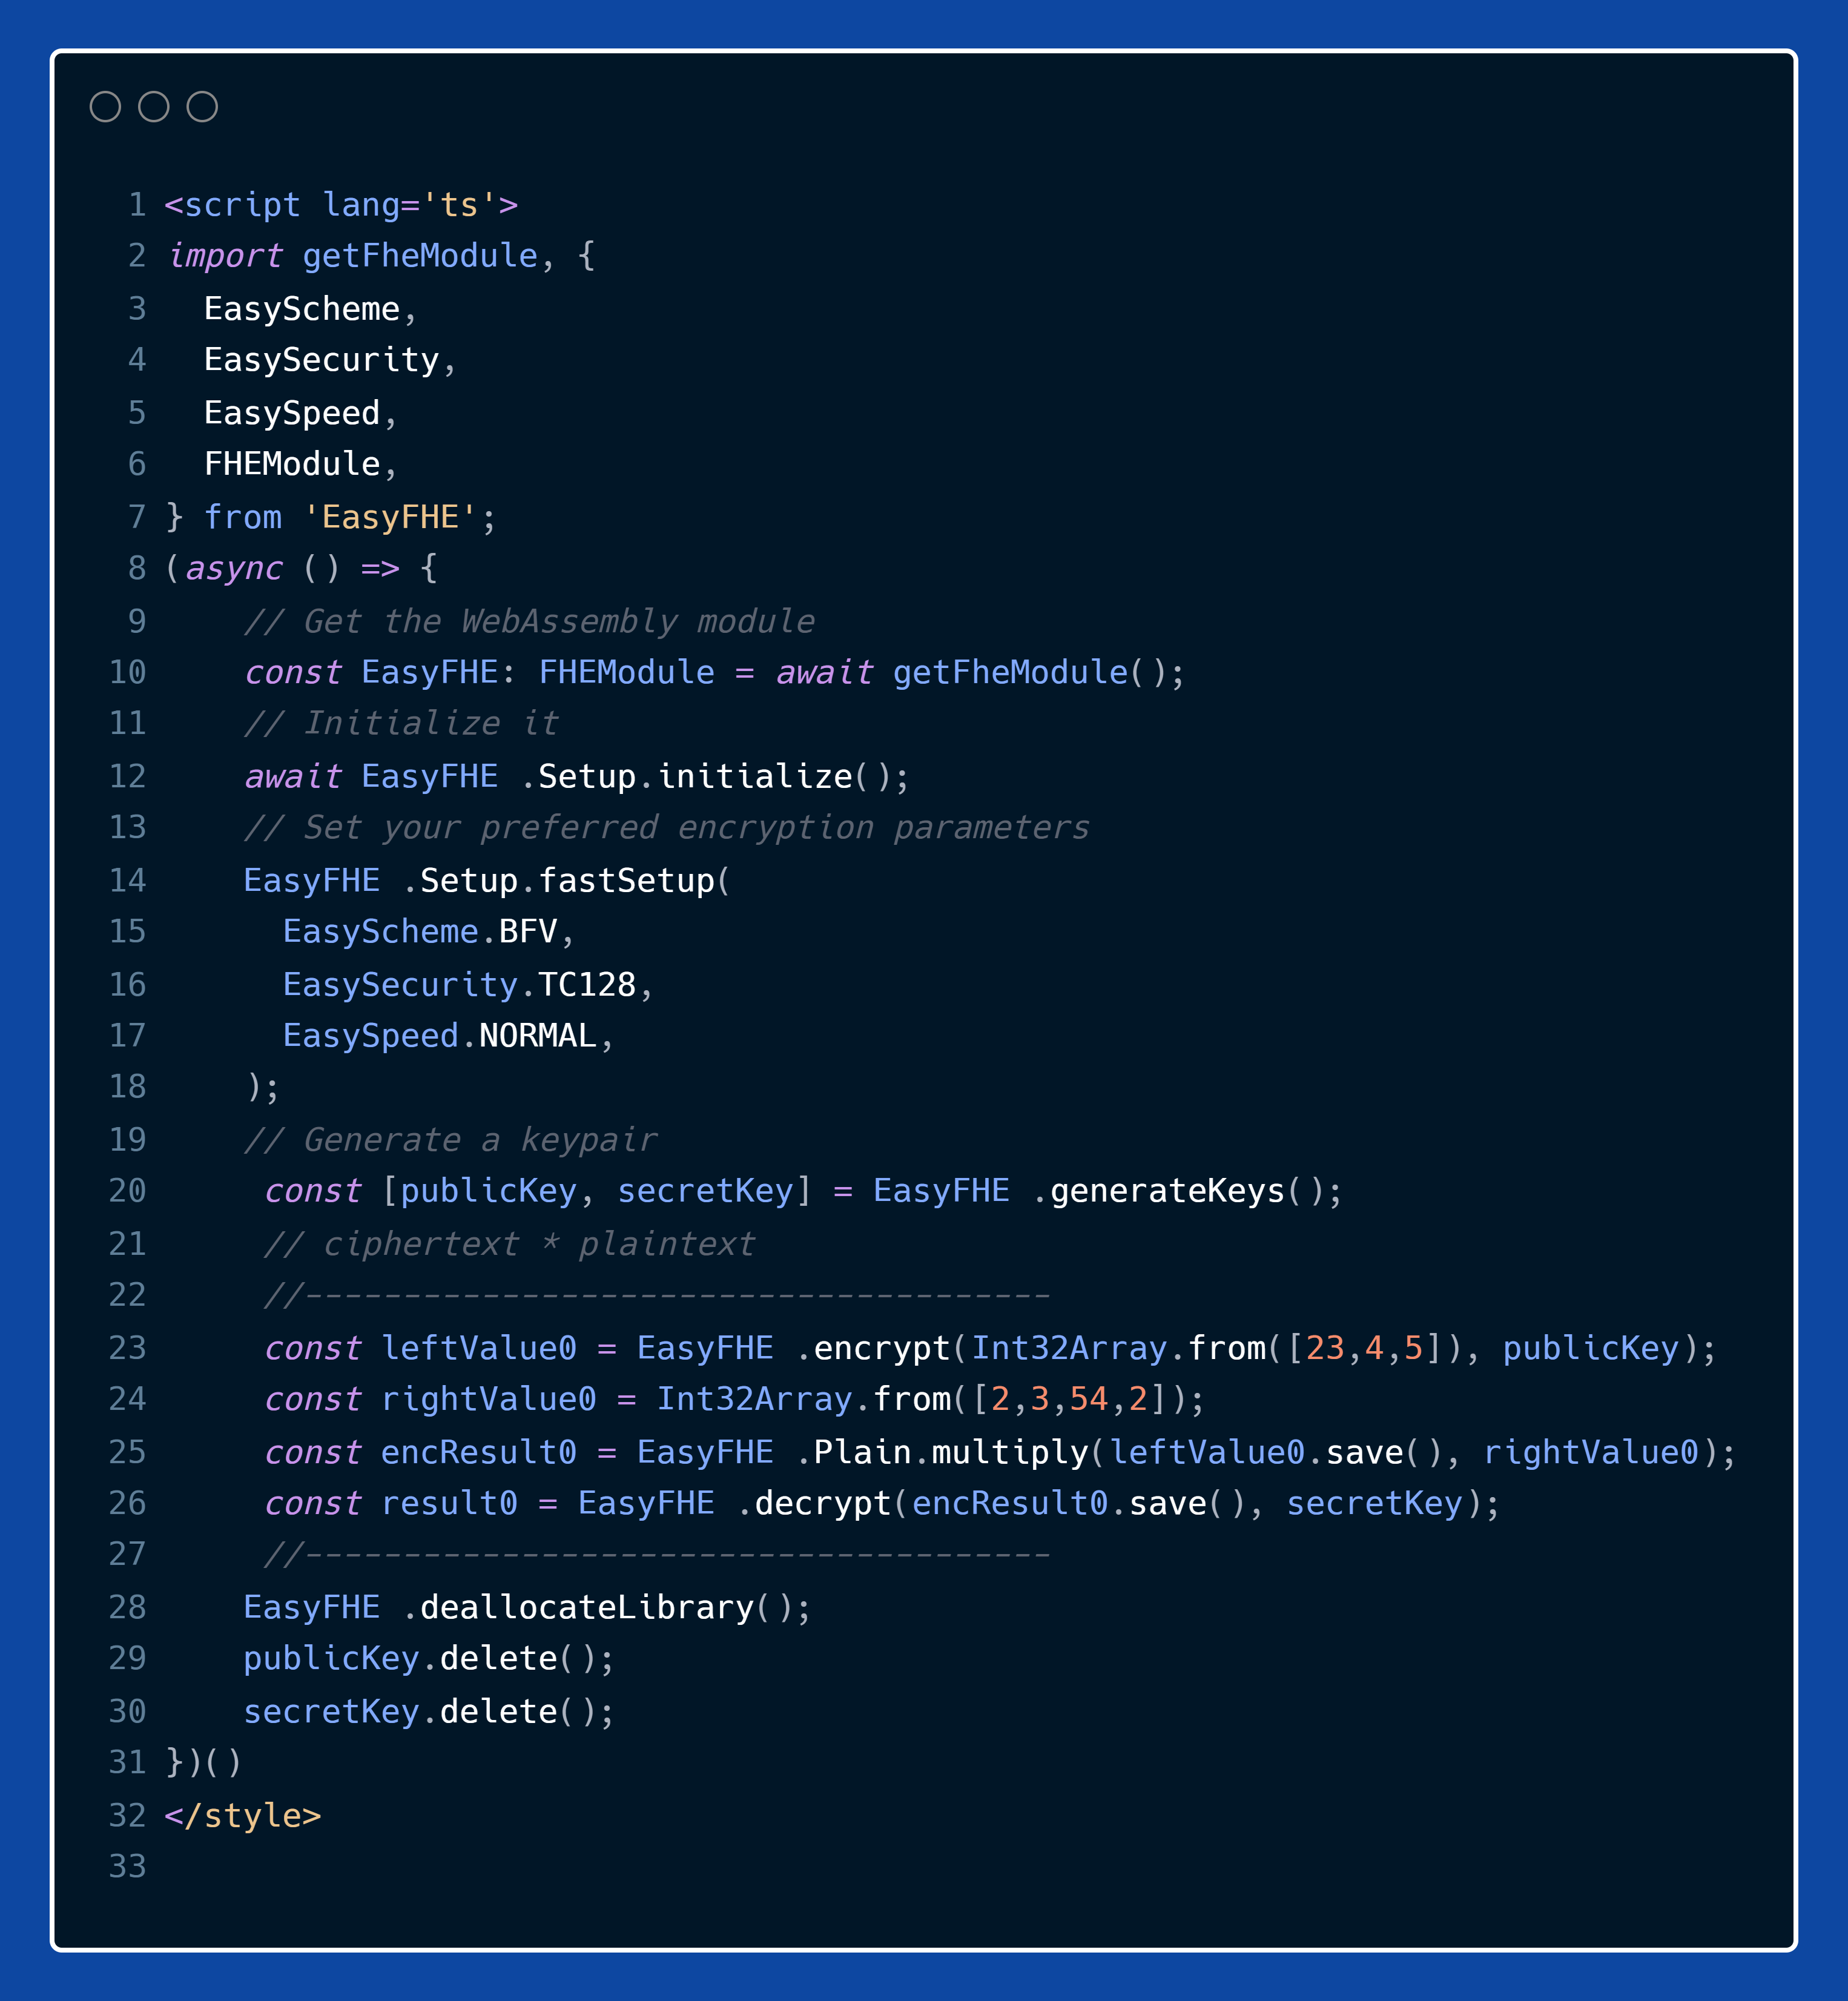 1 <script lang='ts'>
2 import getFheModule, {
3   EasyScheme,
4   EasySecurity,
5   EasySpeed,
6   FHEModule,
7 } from 'EasyFHE';
8 (async () => {
9     // Get the WebAssembly module
10     const EasyFHE: FHEModule = await getFheModule();
11     // Initialize it
12     await EasyFHE .Setup.initialize();
13     // Set your preferred encryption parameters
14     EasyFHE .Setup.fastSetup(
15       EasyScheme.BFV,
16       EasySecurity.TC128,
17       EasySpeed.NORMAL,
18     );
19     // Generate a keypair
20      const [publicKey, secretKey] = EasyFHE .generateKeys();
21      // ciphertext * plaintext
22      //--------------------------------------
23      const leftValue0 = EasyFHE .encrypt(Int32Array.from([23,4,5]), publicKey);
24      const rightValue0 = Int32Array.from([2,3,54,2]);
25      const encResult0 = EasyFHE .Plain.multiply(leftValue0.save(), rightValue0);
26      const result0 = EasyFHE .decrypt(encResult0.save(), secretKey);
27      //--------------------------------------
28     EasyFHE .deallocateLibrary();
29     publicKey.delete();
30     secretKey.delete();
31 })()
32 </style>
33